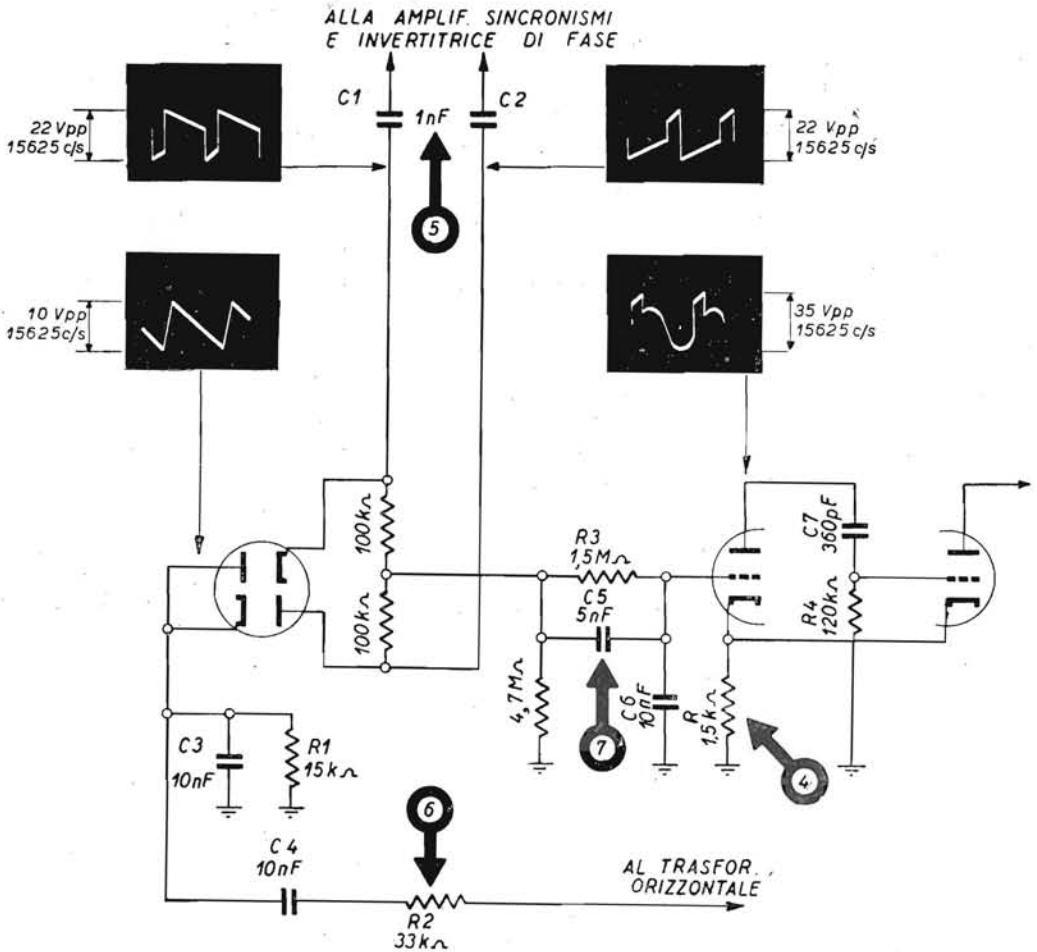 ALLA AMPLIF. SINCRONISMI
E INVERTITRICE DI FASE
C1
1nF
C2
22 Vpp
15625 c/s
22 Vpp
15625 c/s
5
10 Vpp
15625 c/s
35 Vpp
15625 c/s
100kΩ
100kΩ
R3
1,5MΩ
C5
5nF
C7
360pF
R4
120kΩ
4,7MΩ
C6
10nF
R
1,5kΩ
7
4
C3
10nF
R1
15kΩ
6
C4
10nF
R2
33kΩ
AL TRASFOR.
ORIZZONTALE